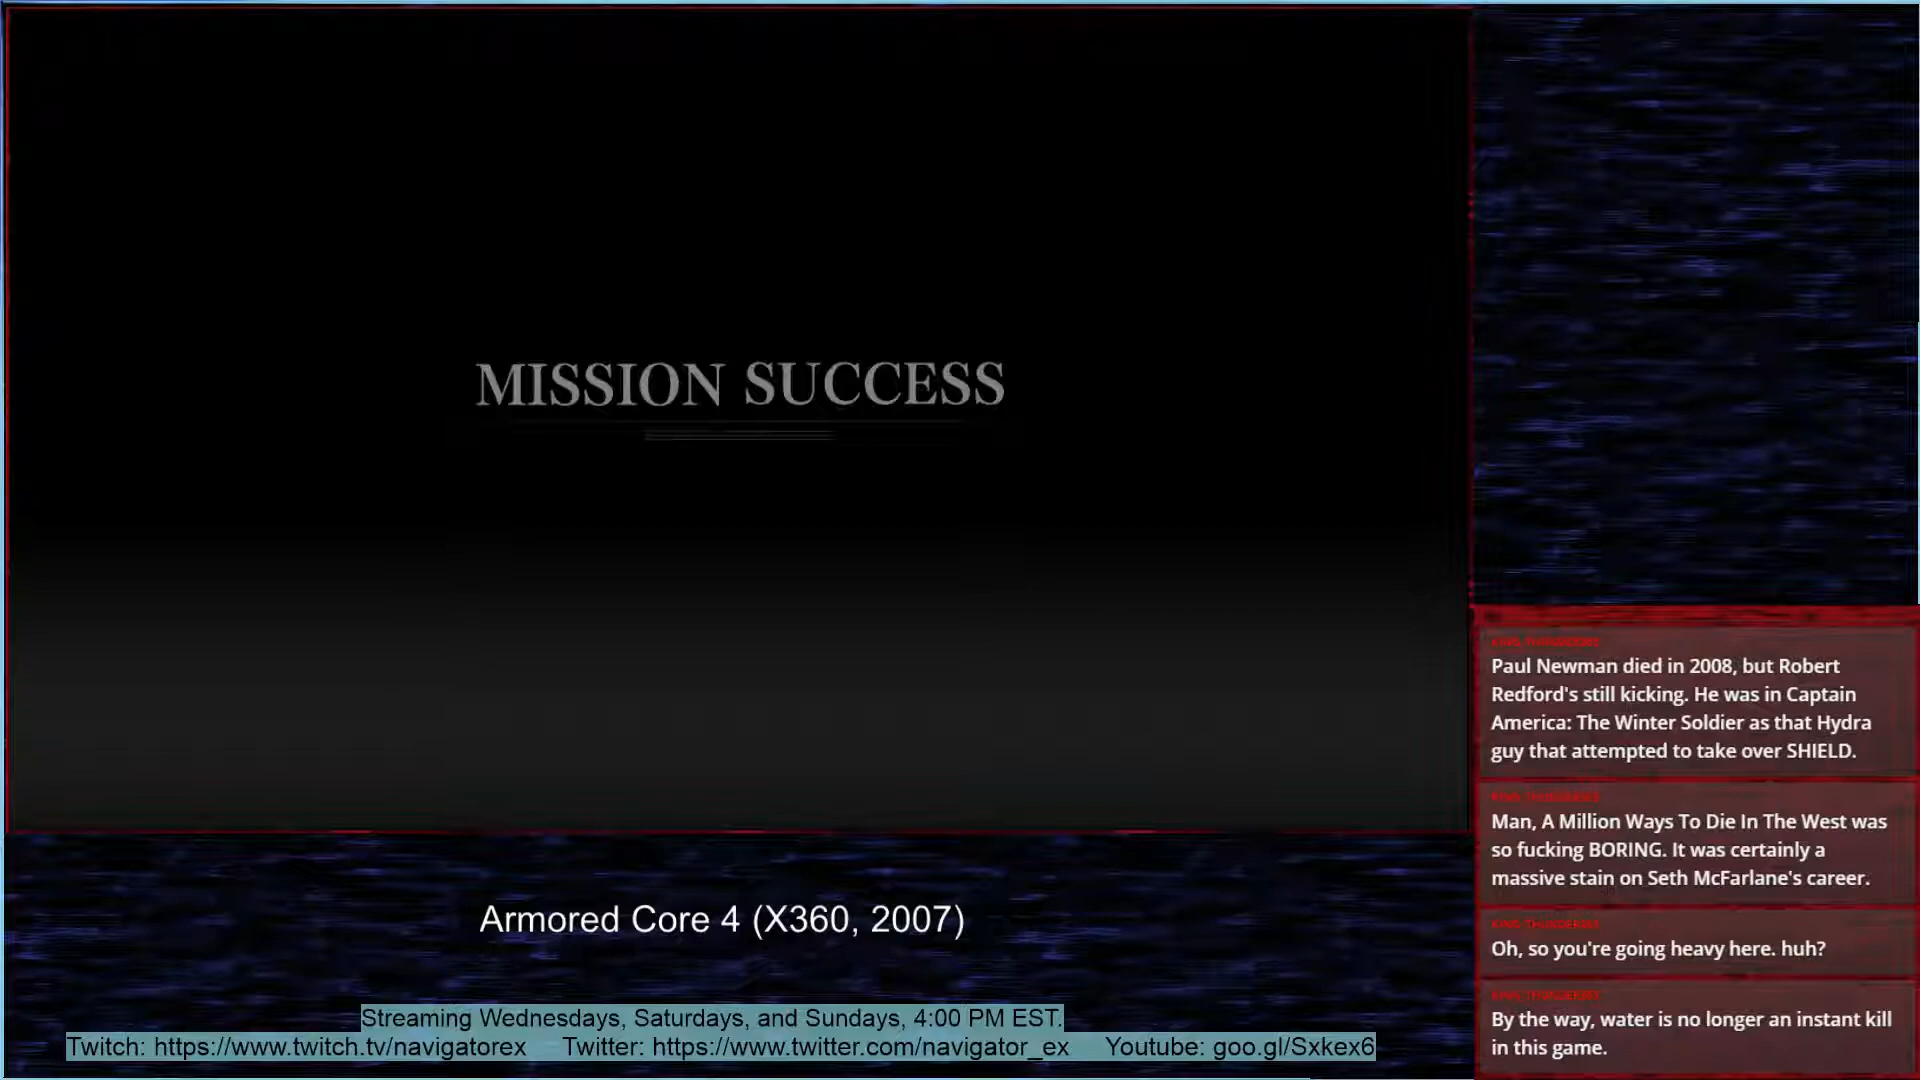 MISSION SUCCESS
Armored Core 4 (X360, 2007)
Streaming Wednesdays, Saturdays, and Sundays, 4:00 PM EST.
Twitch: https://www.twitch.tv/navigatorex Twitter: https://www.twitter.com/navigator_ex Youtube: goo.gl/Sxkex6
Paul Newman died in 2008, but Robert
Redford's still kicking. He was in Captain
America: The Winter Soldier as that Hydra
guy that attempted to take over SHIELD.
Man, A Million Ways To Die In The West was
so fucking BORING. It was certainly a
massive stain on Seth McFarlane's career.
Oh, so you're going heavy here. huh?
By the way, water is no longer an instant kill
in this game.